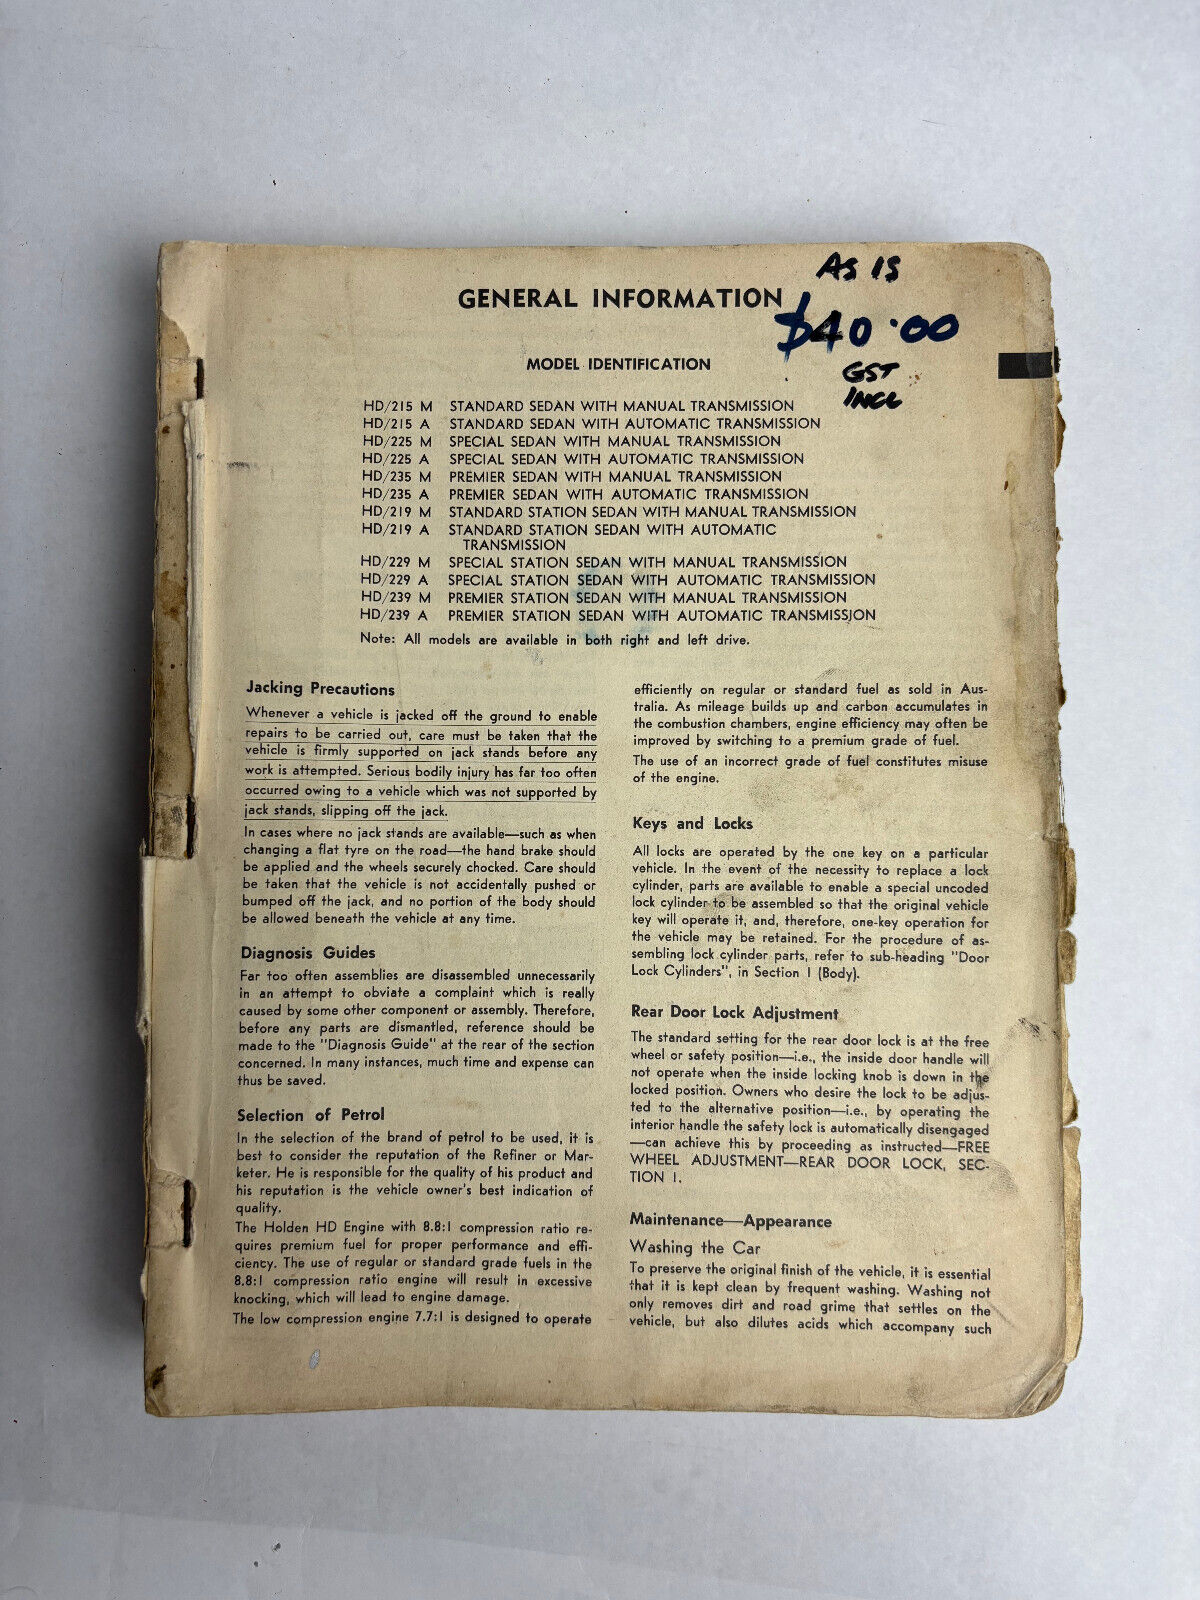 AS IS
GENERAL INFORMATION
$40.00
MODEL IDENTIFICATION
GST
INCL
HD/215 M STANDARD SEDAN WITH MANUAL TRANSMISSION
HD/215 A STANDARD SEDAN WITH AUTOMATIC TRANSMISSION
HD/225 M SPECIAL SEDAN WITH MANUAL TRANSMISSION
HD/225 A SPECIAL SEDAN WITH AUTOMATIC TRANSMISSION
HD/235 M PREMIER SEDAN WITH MANUAL TRANSMISSION
HD/235 A PREMIER SEDAN WITH AUTOMATIC TRANSMISSION
HD/219 M STANDARD STATION SEDAN WITH MANUAL TRANSMISSION
HD/219 A STANDARD STATION SEDAN WITH AUTOMATIC
TRANSMISSION
HD/229 M SPECIAL STATION SEDAN WITH MANUAL TRANSMISSION
HD/229 A SPECIAL STATION SEDAN WITH AUTOMATIC TRANSMISSION
HD/239 M PREMIER STATION SEDAN WITH MANUAL TRANSMISSION
HD/239 A PREMIER STATION SEDAN WITH AUTOMATIC TRANSMISSION
Note: All models are available in both right and left drive.
Jacking Precautions
Whenever a vehicle is jacked off the ground to enable
repairs to be carried out, care must be taken that the
vehicle is firmly supported on jack stands before any
work is attempted. Serious bodily injury has far too often
occurred owing to a vehicle which was not supported by
jack stands, slipping off the jack.
In cases where no jack stands are available—such as when
changing a flat tyre on the road—the hand brake should
be applied and the wheels securely chocked. Care should
be taken that the vehicle is not accidentally pushed or
bumped off the jack, and no portion of the body should
be allowed beneath the vehicle at any time.
Diagnosis Guides
Far too often assemblies are disassembled unnecessarily
in an attempt to obviate a complaint which is really
caused by some other component or assembly. Therefore,
before any parts are dismantled, reference should be
made to the "Diagnosis Guide" at the rear of the section
concerned. In many instances, much time and expense can
thus be saved.
Selection of Petrol
In the selection of the brand of petrol to be used, it is
best to consider the reputation of the Refiner or Mar-
keter. He is responsible for the quality of his product and
his reputation is the vehicle owner's best indication of
quality.
The Holden HD Engine with 8.8:1 compression ratio re-
quires premium fuel for proper performance and effi-
ciency. The use of regular or standard grade fuels in the
8.8:1 compression ratio engine will result in excessive
knocking, which will lead to engine damage.
The low compression engine 7.7:1 is designed to operate
efficiently on regular or standard fuel as sold in Aus-
tralia. As mileage builds up and carbon accumulates in
the combustion chambers, engine efficiency may often be
improved by switching to a premium grade of fuel.
The use of an incorrect grade of fuel constitutes misuse
of the engine.
Keys and Locks
All locks are operated by the one key on a particular
vehicle. In the event of the necessity to replace a lock
cylinder, parts are available to enable a special uncoded
lock cylinder to be assembled so that the original vehicle
key will operate it, and, therefore, one-key operation for
the vehicle may be retained. For the procedure of as-
sembling lock cylinder parts, refer to sub-heading "Door
Lock Cylinders", in Section 1 (Body).
Rear Door Lock Adjustment
The standard setting for the rear door lock is at the free
wheel or safety position—i.e., the inside door handle will
not operate when the inside locking knob is down in the
locked position. Owners who desire the lock to be adjus-
ted to the alternative position—i.e., by operating the
interior handle the safety lock is automatically disengaged
—can achieve this by proceeding as instructed—FREE
WHEEL ADJUSTMENT—REAR DOOR LOCK, SEC-
TION 1.
Maintenance—Appearance
Washing the Car
To preserve the original finish of the vehicle, it is essential
that it is kept clean by frequent washing. Washing not
only removes dirt and road grime that settles on the
vehicle, but also dilutes acids which accompany such